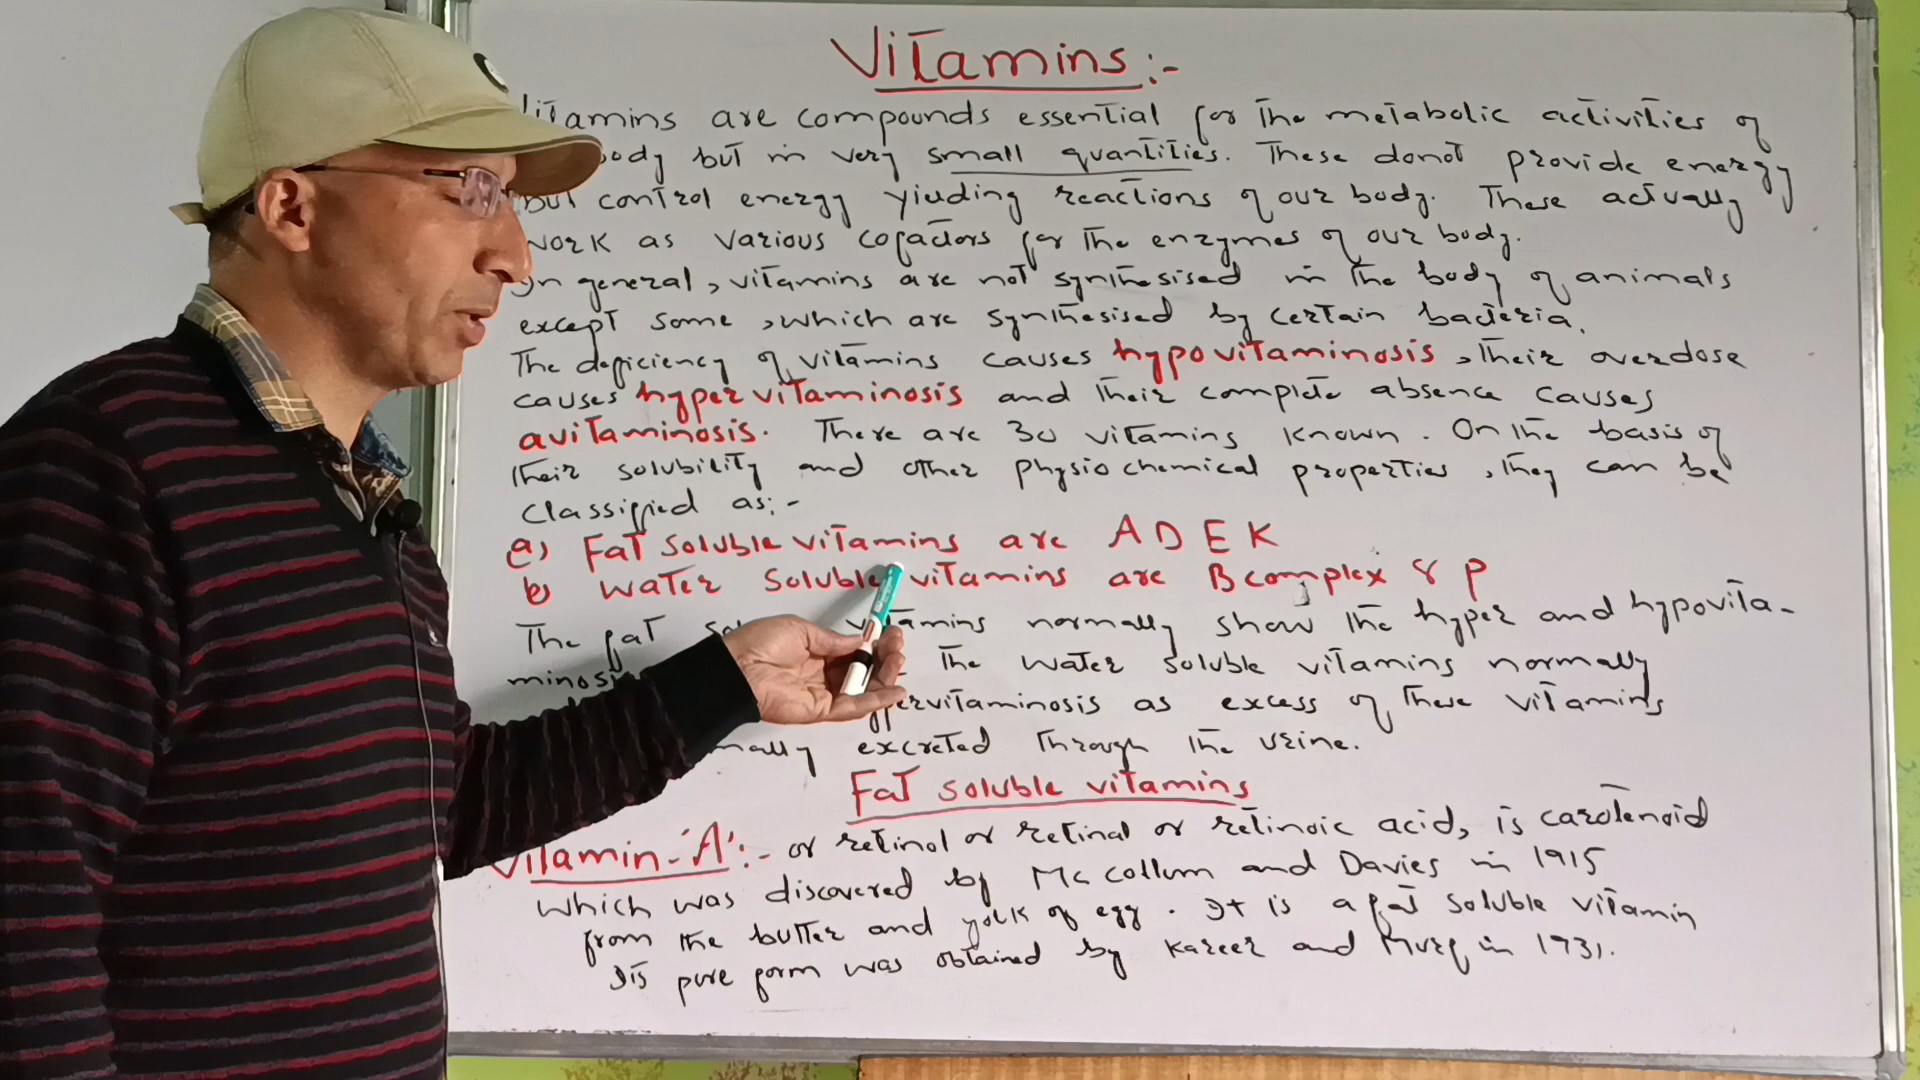 Vitamins:-
itamins are compounds essential for the metabolic activities of
body but in very small quantities. These donot provide energy
but control energy yiuding reactions of our body. These actually
work as various cofactors for the enzymes of our body.
In general, vitamins are not synthesised in the body of animals
except some, which are synthesised by certain bacteria.
The deficiency of vitamins causes hypovitaminosis, their overdose
causes hypervitaminosis and their complete absence causes
avitaminosis. There are 30 vitamins known. On the basis of
their solubility and other physiochemical properties, they can be
classified as:-
a) Fat soluble vitamins are A D E K
b) Water soluble vitamins are B complex & P
The fat so tamins normally show the hyper and hypovita-
minosi The water soluble vitamins normally
pervitaminosis as excess of these vitamins
mally excreted through the urine.
Fat soluble vitamins
Vitamin-'A':- or retinol or retinal or retinoic acid, is carotenoid
which was discovered by Mc Collum and Davies in 1915
from the butter and yolk of egg. It is a fat soluble vitamin
Its pure form was obtained by Kareer and Murf in 1931.